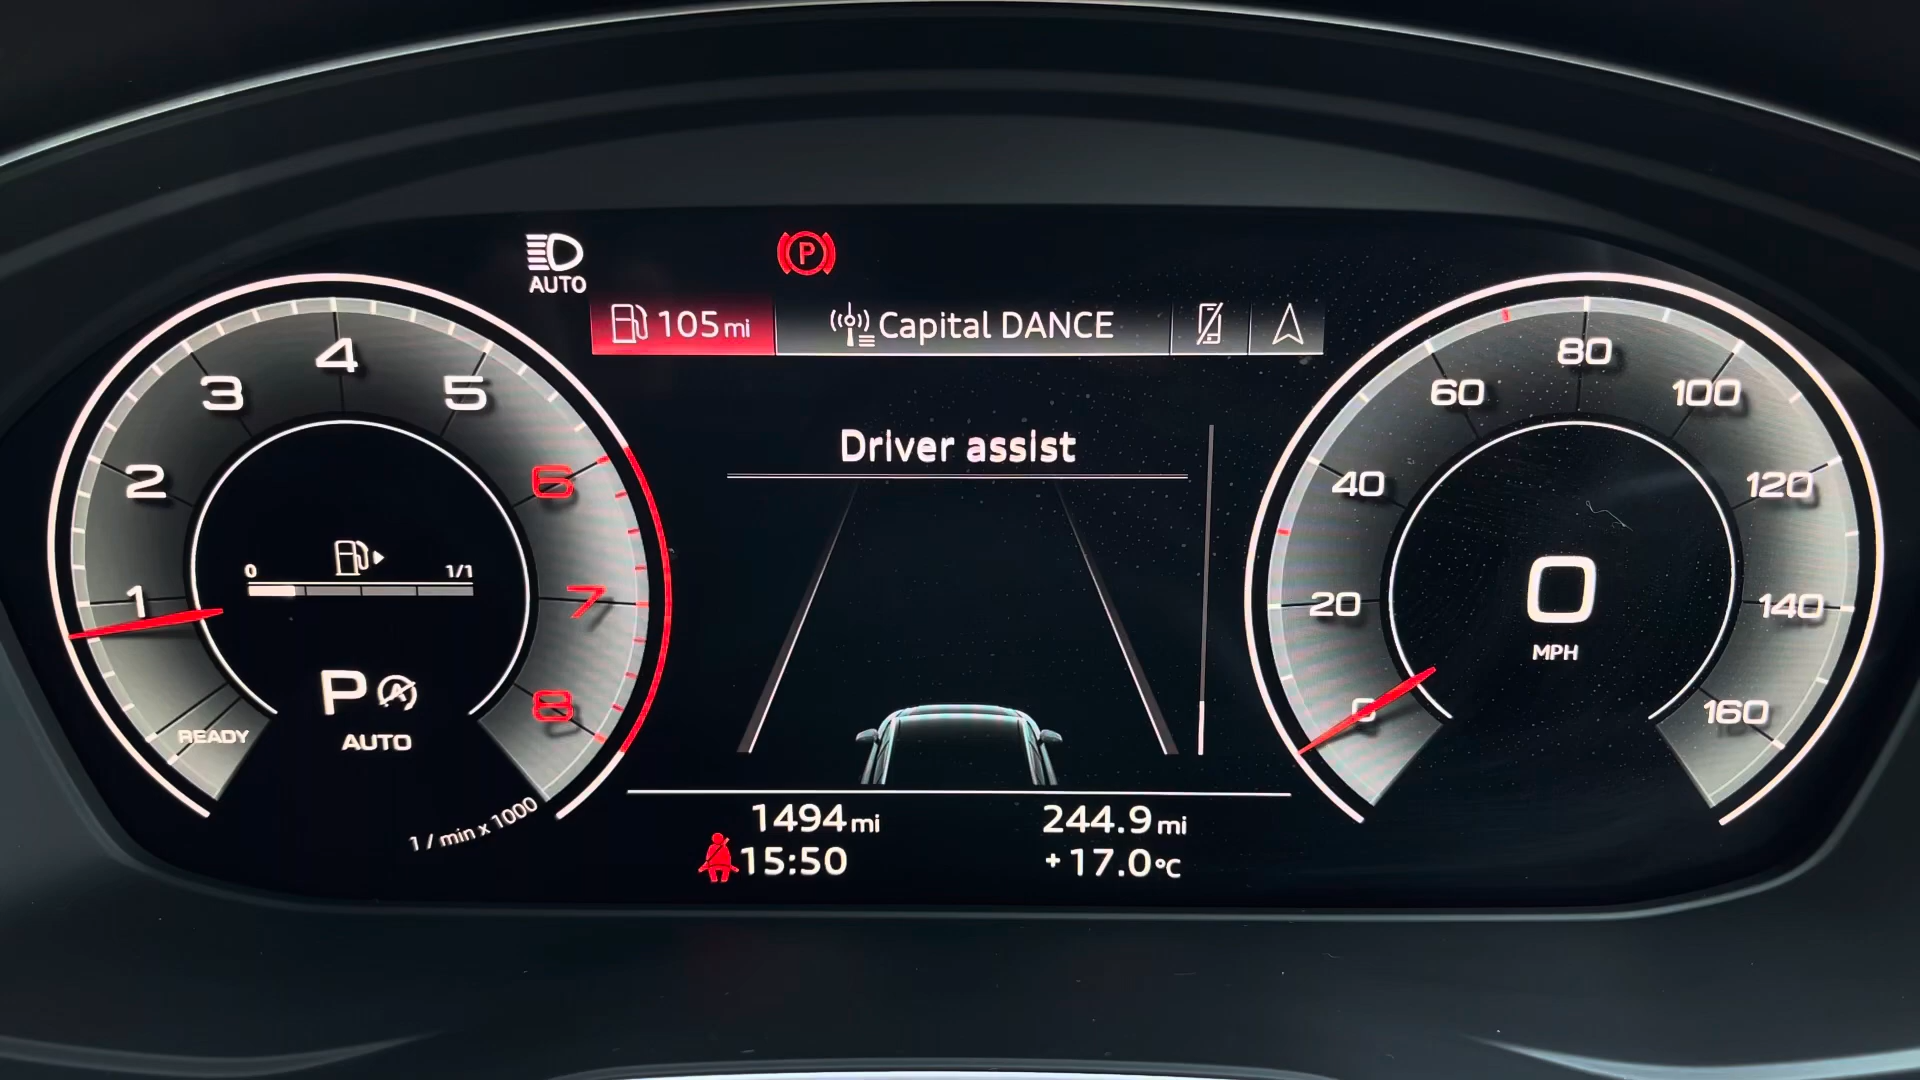 AUTO
P
105 mi
Capital DANCE
Driver assist
1
2
3
4
5
6
7
8
READY
1 / min x 1000
0
1/1
P A
AUTO
0
20
40
60
80
100
120
140
160
0
MPH
1494 mi
244.9 mi
15:50
+17.0°C